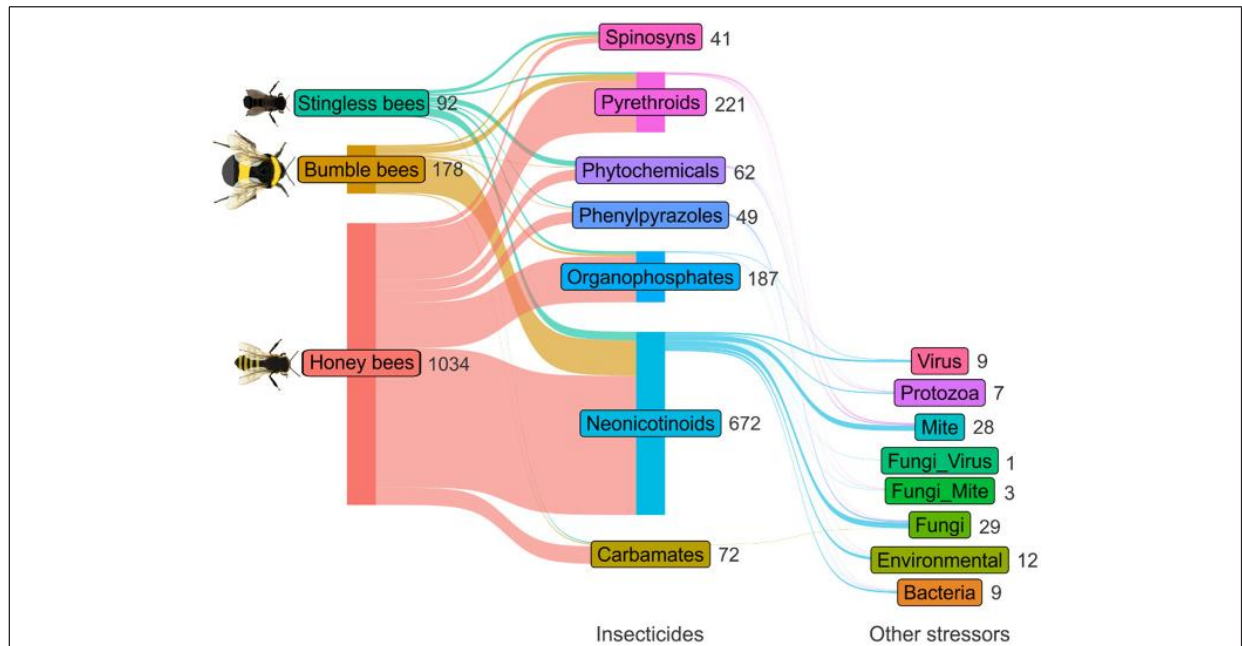 Spinosyns 41
Stingless bees 92
Pyrethroids 221
Bumble bees 178
Phytochemicals 62
Phenylpyrazoles 49
Organophosphates 187
Honey bees 1034
Virus 9
Protozoa 7
Neonicotinoids 672
Mite 28
Fungi_Virus 1
Fungi_Mite 3
Fungi 29
Carbamates 72
Environmental 12
Bacteria 9
Insecticides
Other stressors